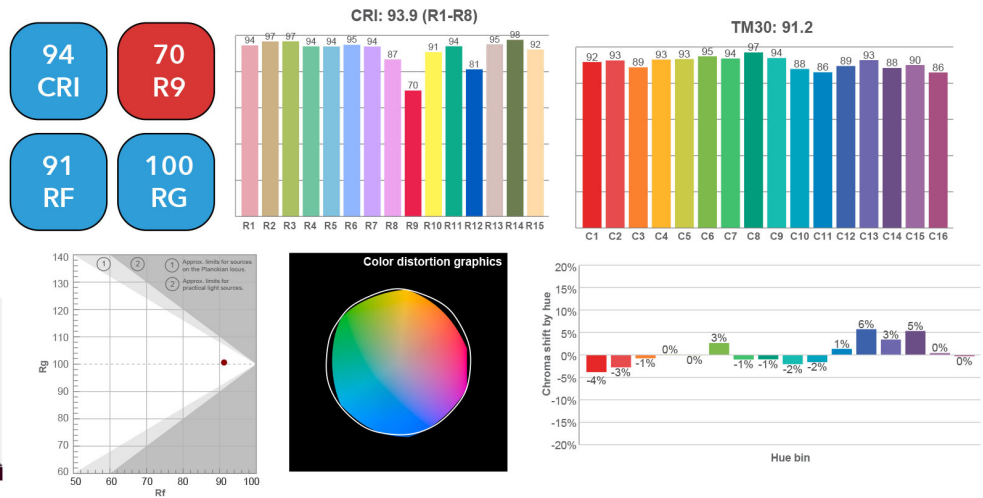 94
CRI
70
R9
91
RF
100
RG
CRI: 93.9 (R1-R8)
94 97 97 94 94 95 94 87 70 91 94 81 95 98 92
R1 R2 R3 R4 R5 R6 R7 R8 R9 R10 R11 R12 R13 R14 R15
TM30: 91.2
92 93 89 93 93 95 94 97 94 88 86 89 93 88 90 86
C1 C2 C3 C4 C5 C6 C7 C8 C9 C10 C11 C12 C13 C14 C15 C16
140
130
120
110
100
90
80
70
60
Rg
1 2
1 Approx. limits for sources
on the Planokian locus.
2 Approx. limits for
practical light sources.
50 60 70 80 90 100
Rf
Color distortion graphics
Chroma shift by hue
20%
15%
10%
5%
0%
-5%
-10%
-15%
-20%
-4% -3% -1% 0% 0% 3% -1% -1% -2% -2% 1% 6% 3% 5% 0% 0%
Hue bin